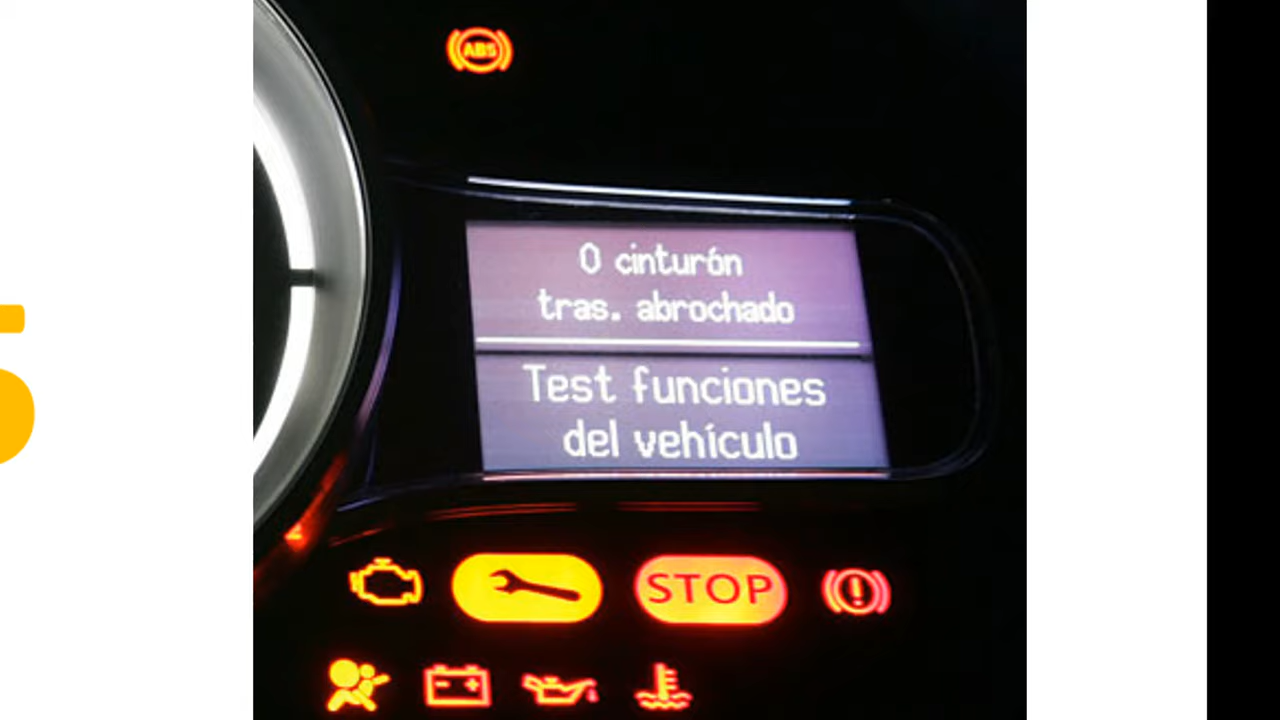 ABS
0 cinturón
tras. abrochado
Test funciones
del vehículo
STOP